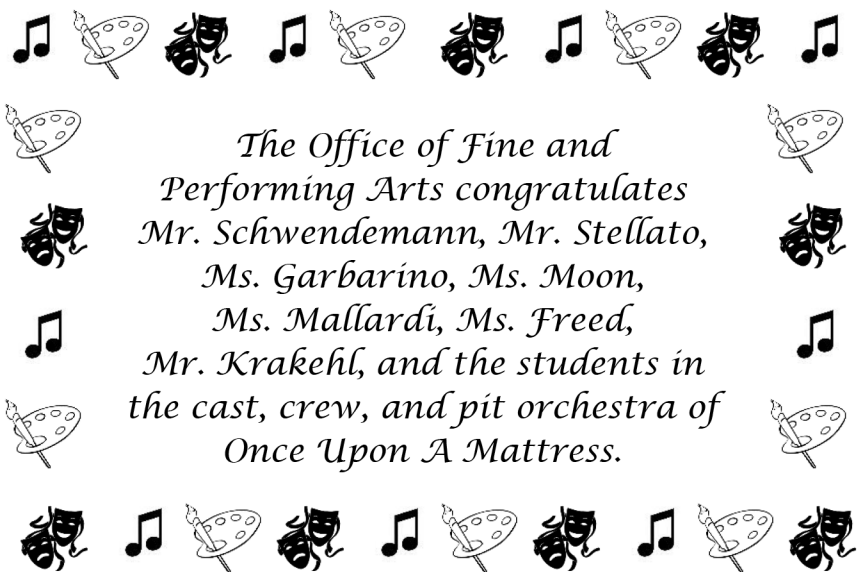 The Office of Fine and
Performing Arts congratulates
Mr. Schwendemann, Mr. Stellato,
Ms. Garbarino, Ms. Moon,
Ms. Mallardi, Ms. Freed,
Mr. Krakehl, and the students in
the cast, crew, and pit orchestra of
Once Upon A Mattress.